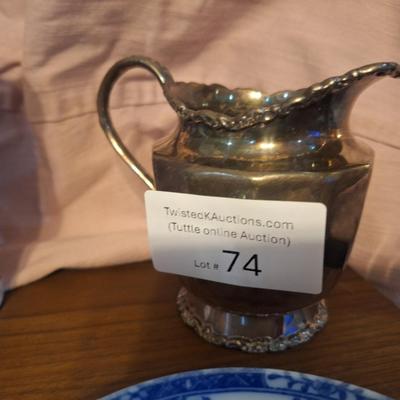 TwistedKAuctions.com
(Tuttle online Auction)
Lot # 74